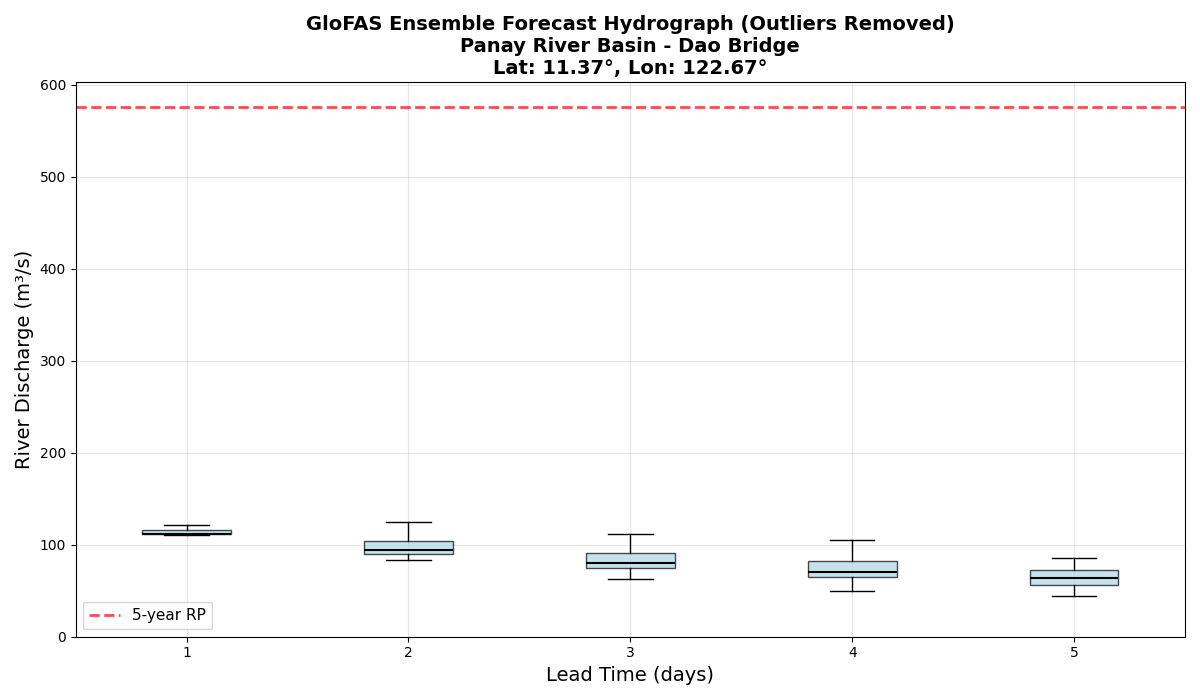 GloFAS Ensemble Forecast Hydrograph (Outliers Removed)
Panay River Basin - Dao Bridge
Lat: 11.37°, Lon: 122.67°
River Discharge (m³/s)
600
500
400
300
200
100
0
5-year RP
1 2 3 4 5
Lead Time (days)